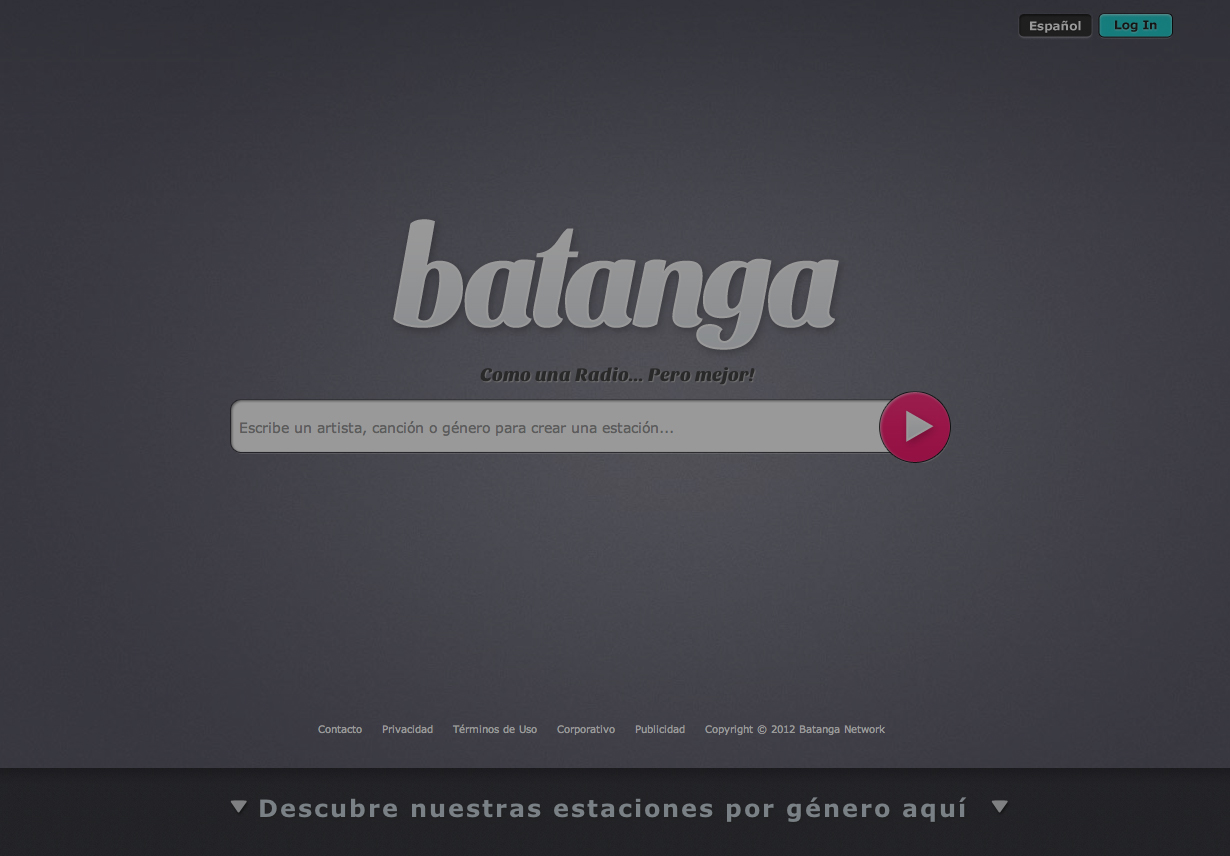 Español Log In
batanga
Como una Radio... Pero mejor!
Escribe un artista, canción o género para crear una estación...
Contacto Privacidad Términos de Uso Corporativo Publicidad Copyright © 2012 Batanga Network
Descubre nuestras estaciones por género aquí